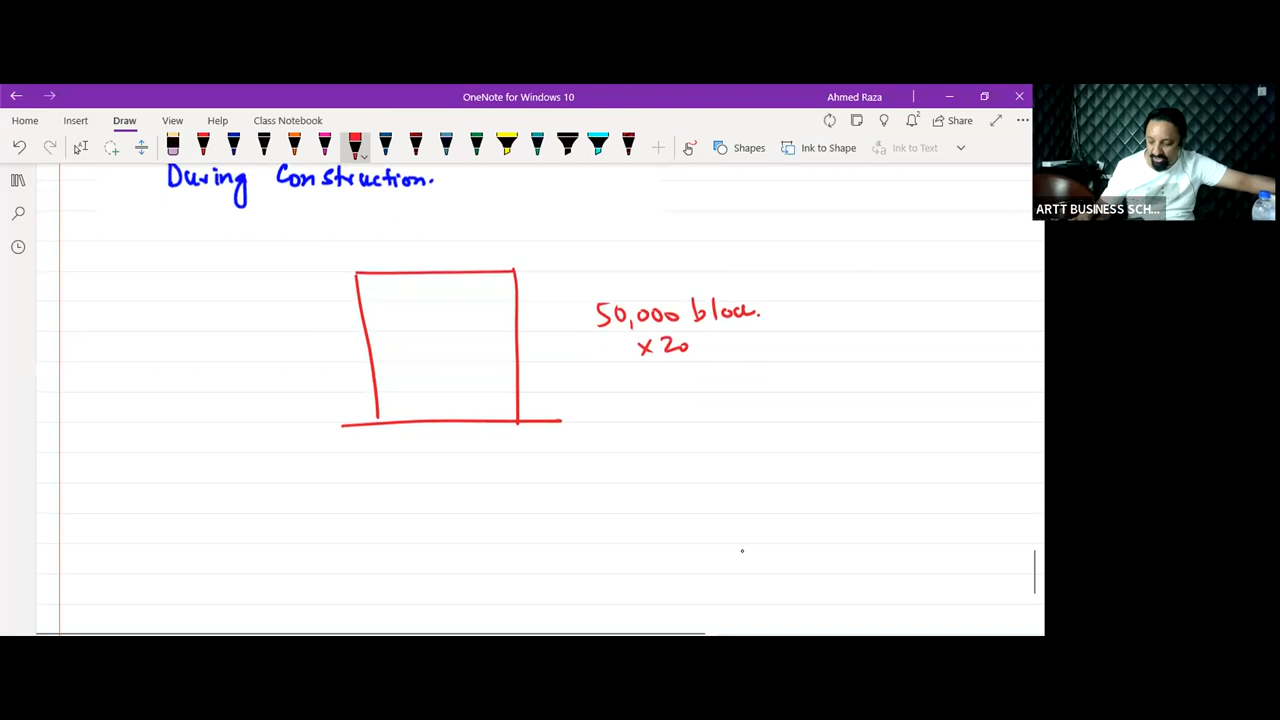 OneNote for Windows 10
Ahmed Raza
Home Insert Draw View Help Class Notebook
Share
Shapes Ink to Shape Ink to Text
During Construction.
50,000 bloc.
x 20
ARTT BUSINESS SCH...